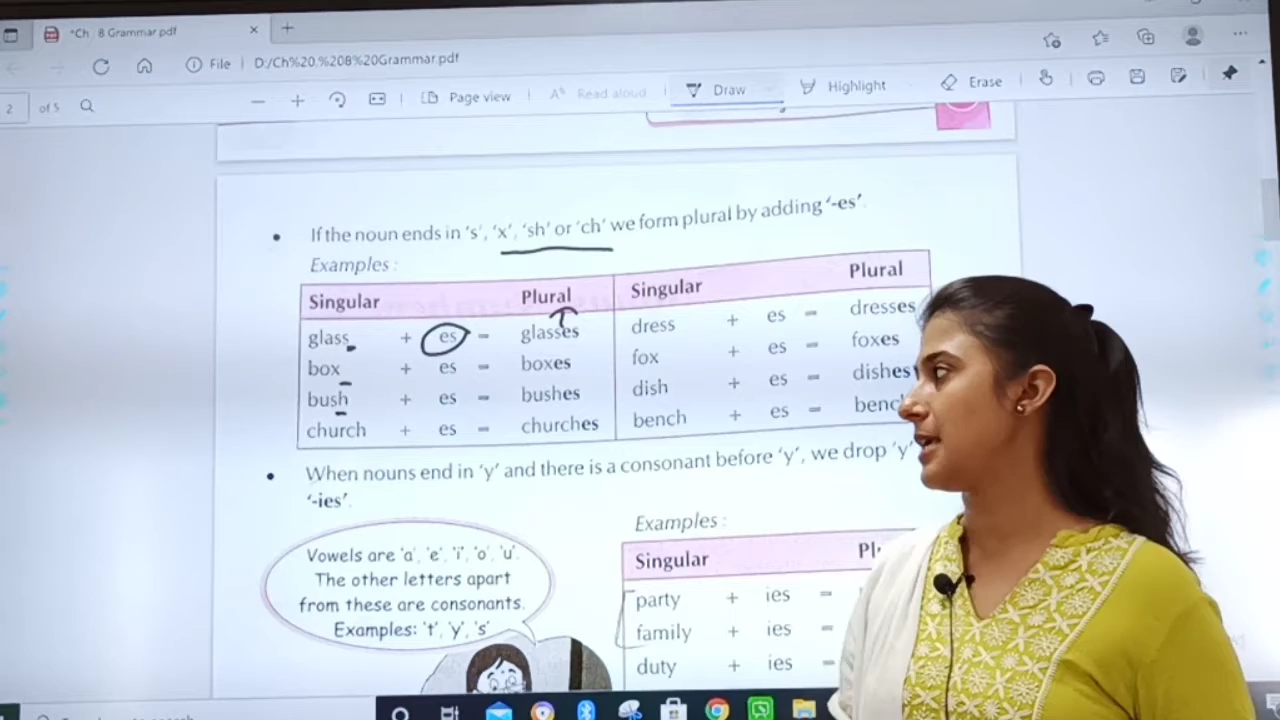 *Ch 8 Grammar.pdf
File | D:/Ch%20.%208%20Grammar.pdf
2 of 5
Page view
Read aloud
Draw
Highlight
Erase
• If the noun ends in 's', 'x', 'sh' or 'ch' we form plural by adding '-es'.
Examples :
Singular Plural Singular Plural
glass + es = glasses dress + es = dresses
box + es = boxes fox + es = foxes
bush + es = bushes dish + es = dishes
church + es = churches bench + es = benc
• When nouns end in 'y' and there is a consonant before 'y', we drop 'y'
'-ies'.
Vowels are 'a', 'e', 'i', 'o', 'u'.
The other letters apart
from these are consonants.
Examples: 't', 'y', 's'
Examples :
Singular Pl
party + ies =
family + ies =
duty + ies =